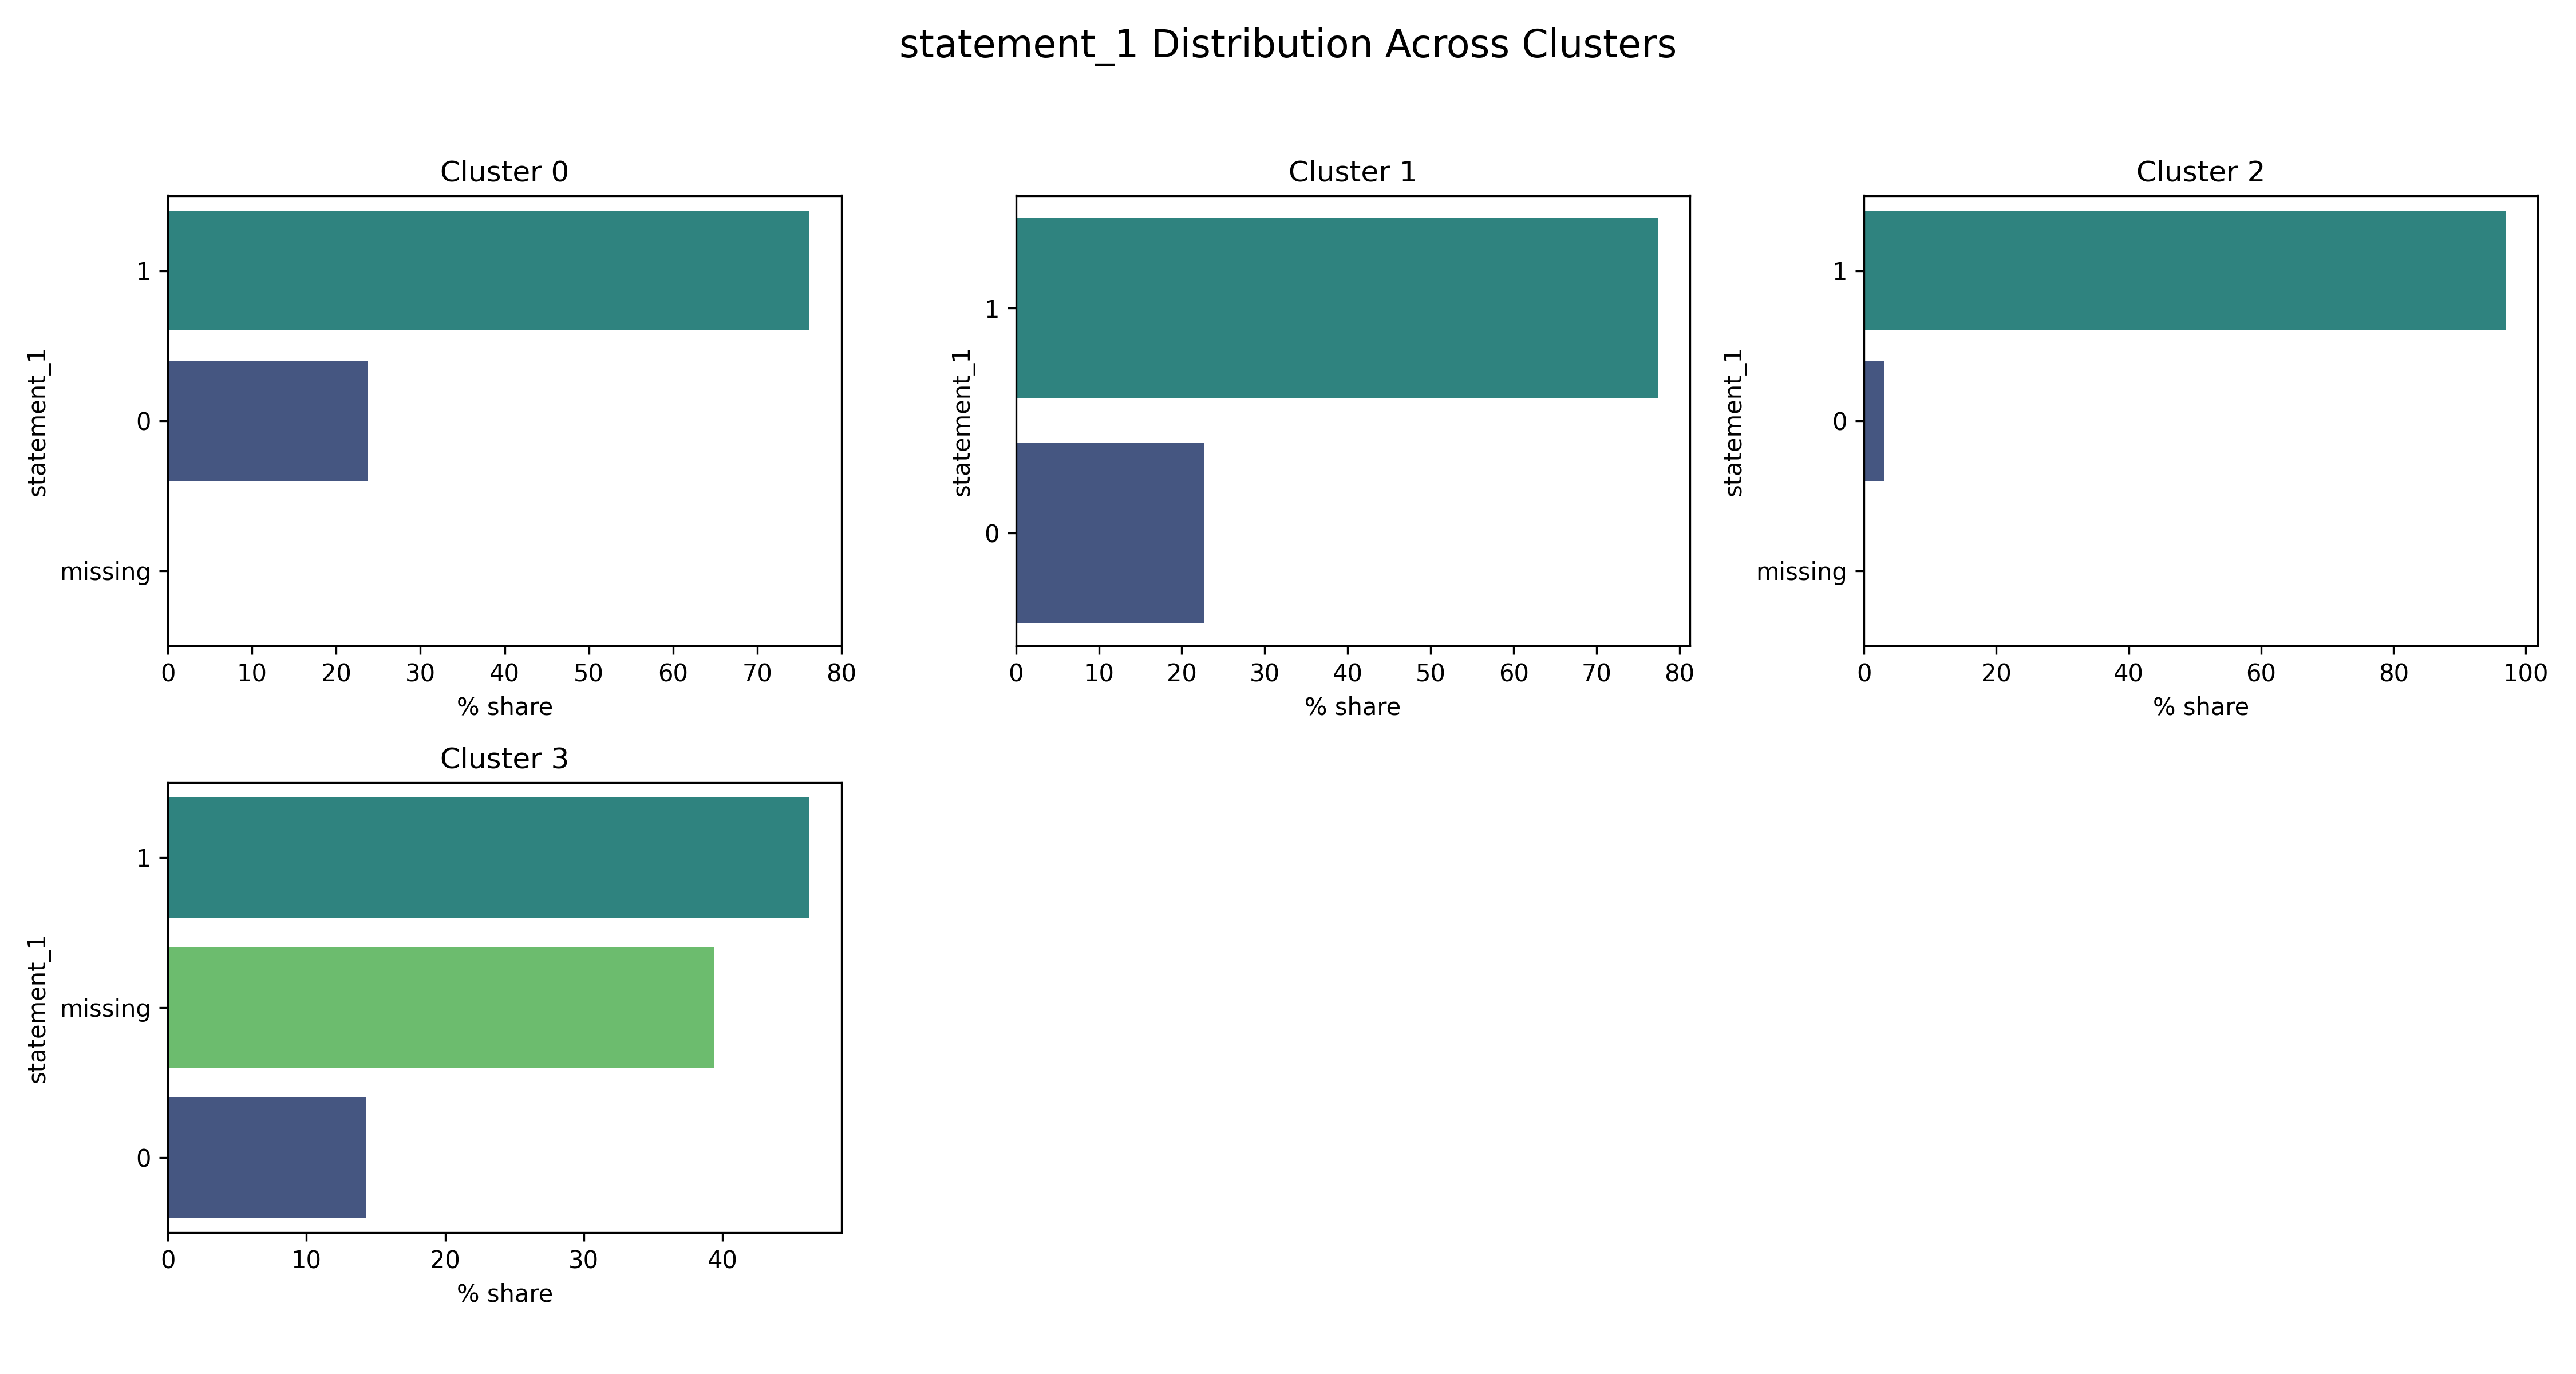 statement_1 Distribution Across Clusters
Cluster 0
statement_1
1
0
missing
0 10 20 30 40 50 60 70 80
% share
Cluster 1
statement_1
1
0
0 10 20 30 40 50 60 70 80
% share
Cluster 2
statement_1
1
0
missing
0 20 40 60 80 100
% share
Cluster 3
statement_1
1
missing
0
0 10 20 30 40
% share